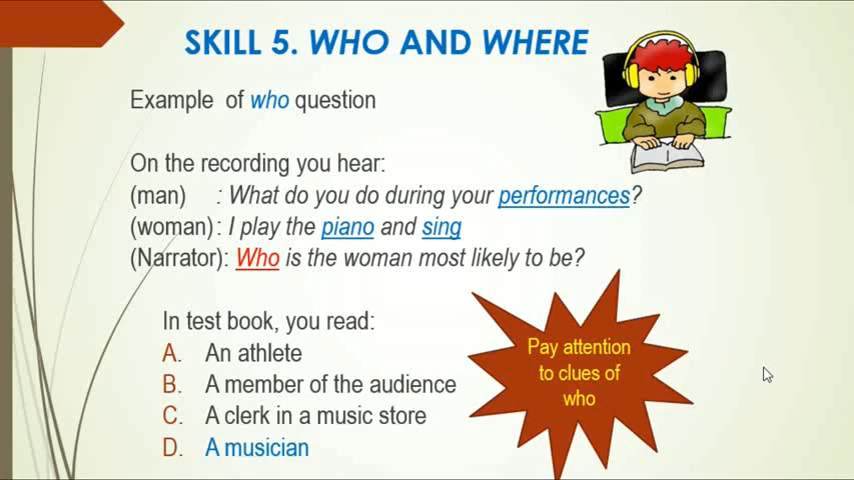 SKILL 5. WHO AND WHERE
Example of who question
On the recording you hear:
(man) : What do you do during your performances?
(woman) : I play the piano and sing
(Narrator): Who is the woman most likely to be?
In test book, you read:
A. An athlete
B. A member of the audience
C. A clerk in a music store
D. A musician
Pay attention
to clues of
who